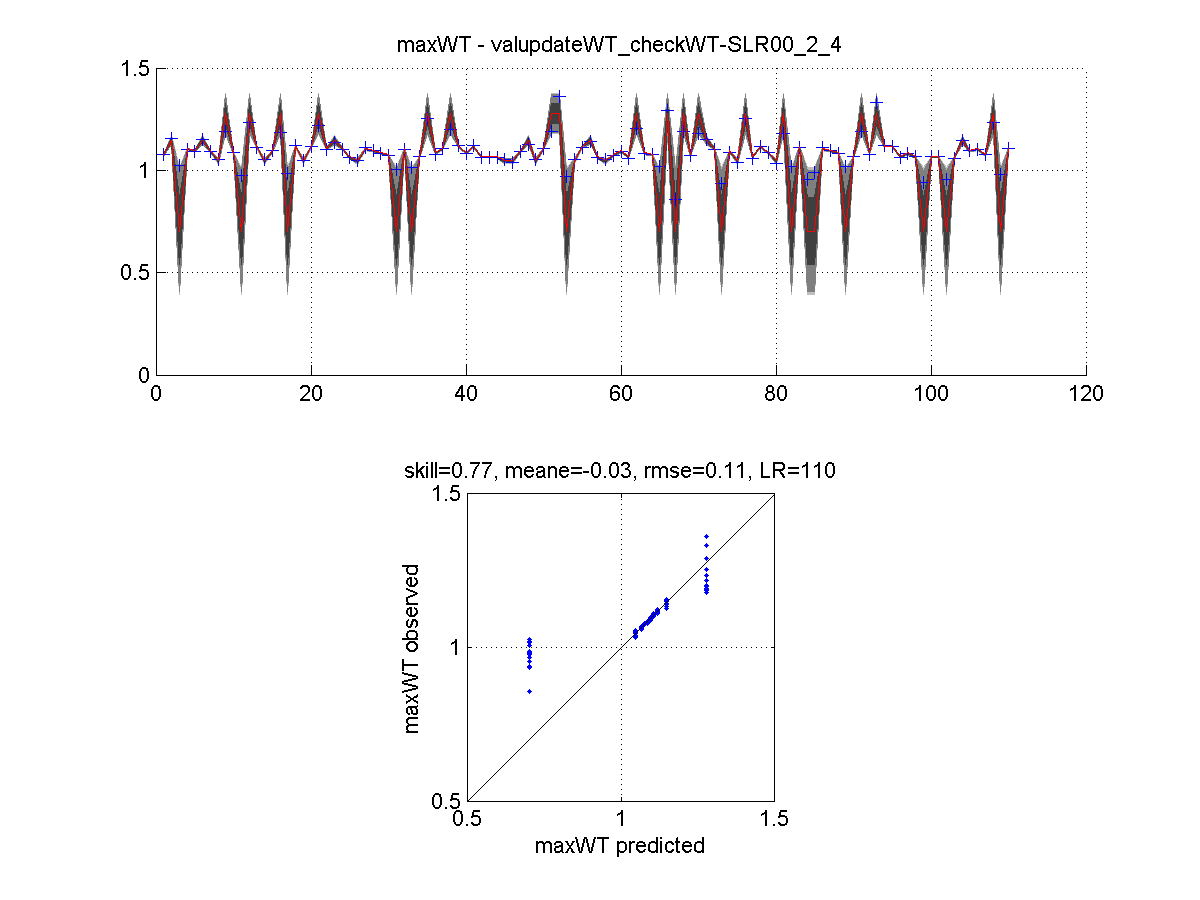 maxWT - valupdateWT_checkWT-SLR00_2_4
1.5
1
0.5
0
0 20 40 60 80 100 120
skill=0.77, meane=-0.03, rmse=0.11, LR=110
1.5
maxWT observed
1
0.5
0.5 1 1.5
maxWT predicted